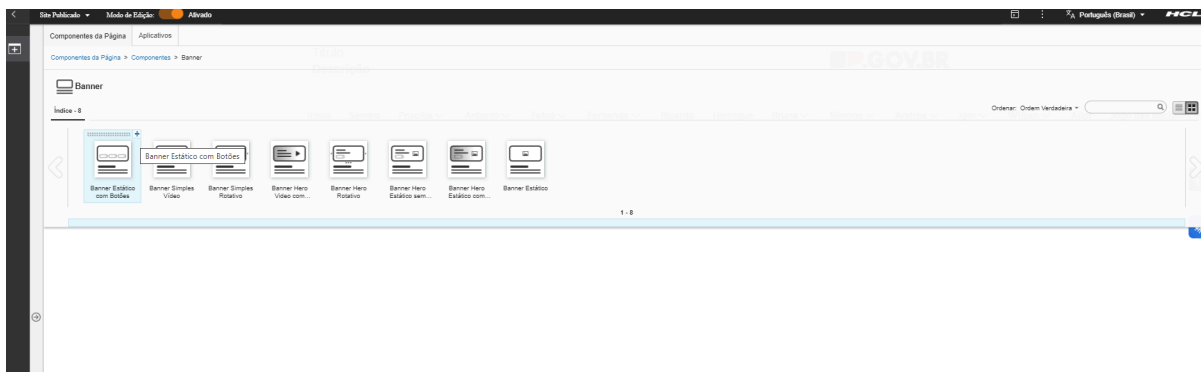 Site Publicado Modo de Edição: Ativado Português (Brasil) HCL
Componentes da Página Aplicativos
Componentes da Página > Componentes > Banner
GOV.BR
Banner
Índice - 8
Ordenar: Ordem Verdadeira
Banner Estático com Botões
Banner Estático com Botões
Banner Simples Vídeo
Banner Simples Rotativo
Banner Hero Vídeo com...
Banner Hero Rotativo
Banner Hero Estático sem...
Banner Hero Estático com...
Banner Estático
1 - 8